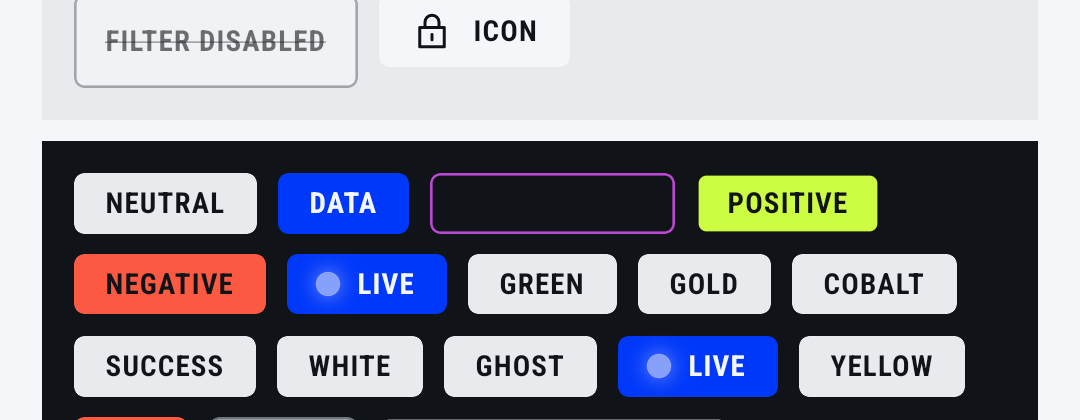 FILTER DISABLED
ICON
NEUTRAL
DATA
POSITIVE
NEGATIVE
LIVE
GREEN
GOLD
COBALT
SUCCESS
WHITE
GHOST
LIVE
YELLOW